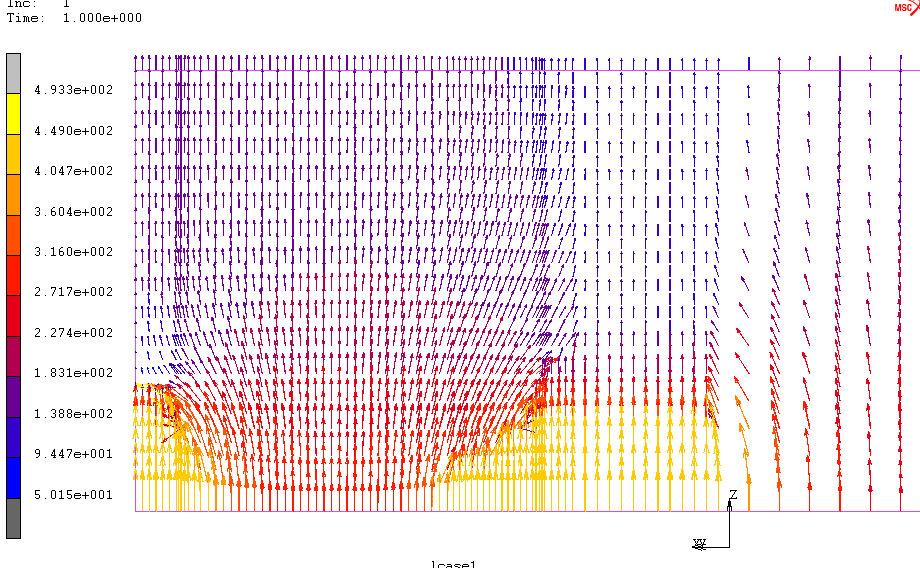 Inc: 1
Time: 1.000e+000
MSC
4.933e+002
4.490e+002
4.047e+002
3.604e+002
3.160e+002
2.717e+002
2.274e+002
1.831e+002
1.388e+002
9.447e+001
5.015e+001
Z
lcase1